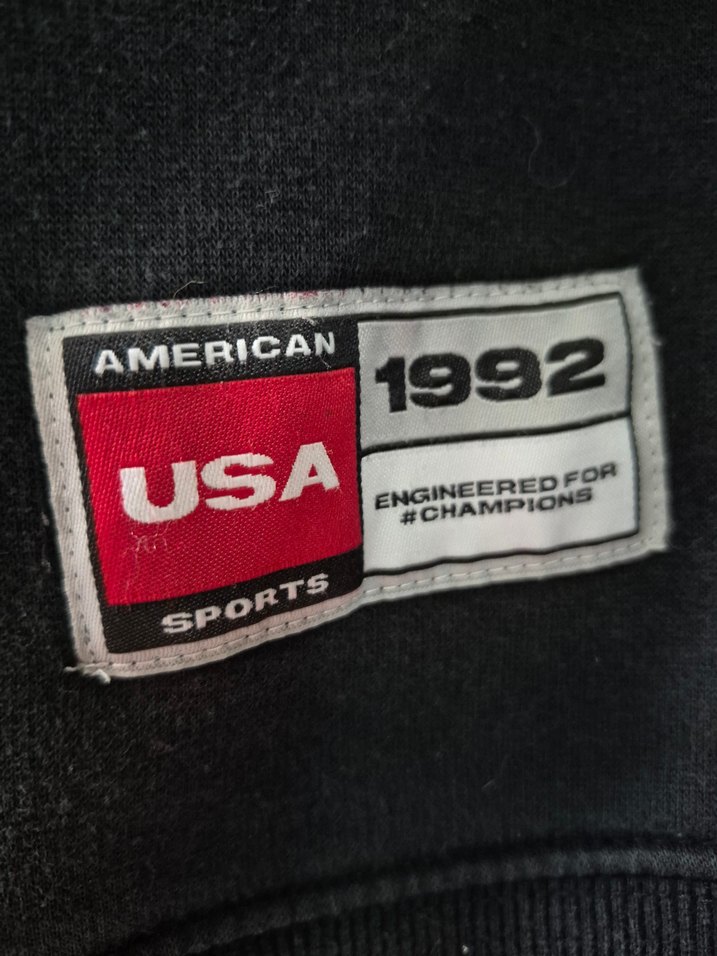 AMERICAN
USA
SPORTS
1992
ENGINEERED FOR
#CHAMPIONS